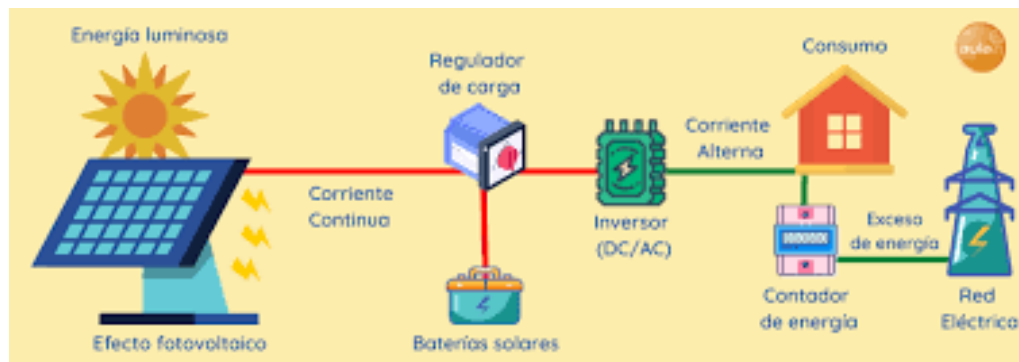 Energía luminosa
Efecto fotovoltaico
Corriente
Continua
Regulador
de carga
Baterías solares
Inversor
(DC/AC)
Corriente
Alterna
Consumo
Contador
de energía
Exceso
de energía
Red
Eléctrica